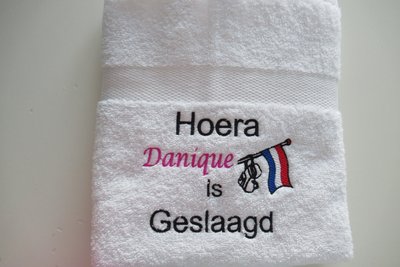 Hoera
Danique
is
Geslaagd